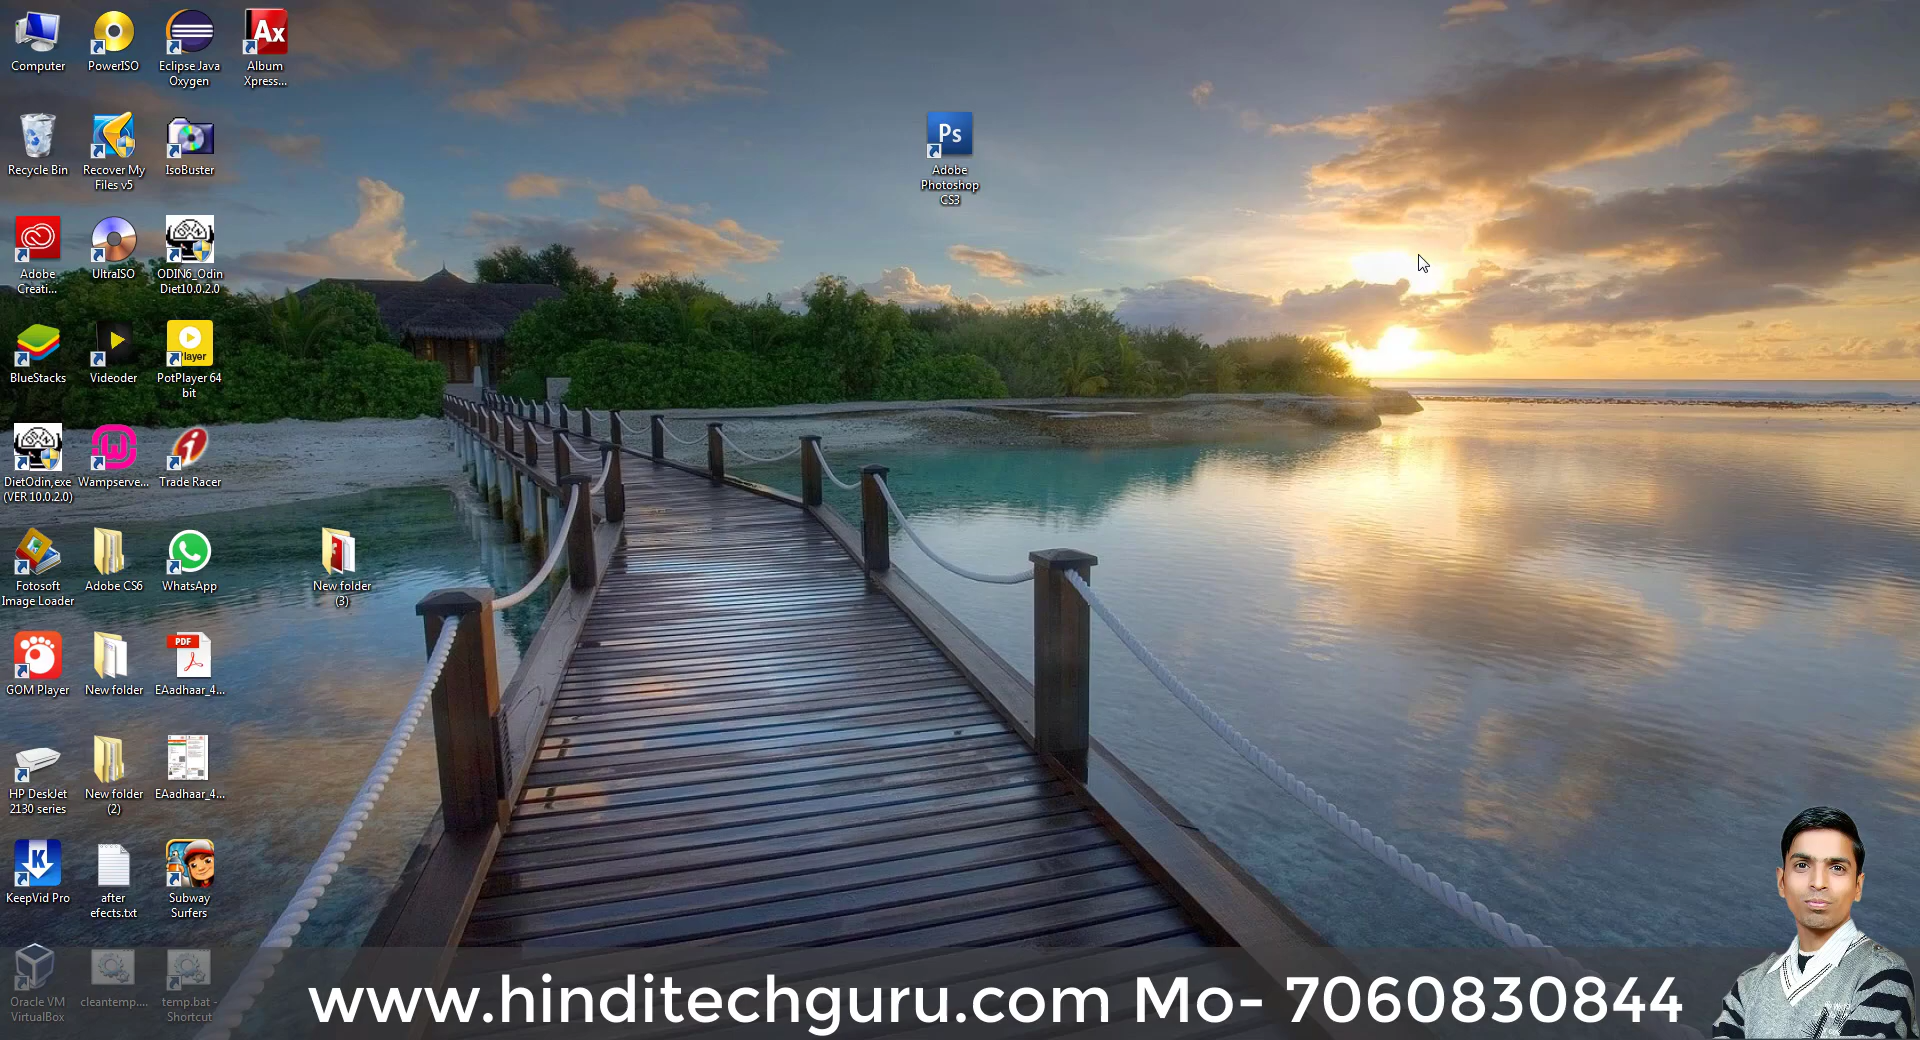 Computer
PowerISO
Eclipse Java
Oxygen
Ax
Album
Xpress...
Recycle Bin
Recover My
Files v5
IsoBuster
Ps
Adobe
Photoshop
CS3
Adobe
Creati...
UltraISO
ODIN6_Odin
Diet10.0.2.0
BlueStacks
Videoder
Player
PotPlayer 64
bit
DietOdin,exe
(VER 10.0.2.0)
Wampserve...
Trade Racer
Fotosoft
Image Loader
Adobe CS6
WhatsApp
New folder
(3)
GOM Player
New folder
PDF
EAadhaar_4...
HP DeskJet
2130 series
New folder
(2)
EAadhaar_4...
K
KeepVid Pro
after
efects.txt
Subway
Surfers
Oracle VM
VirtualBox
cleantemp....
temp.bat -
Shortcut
www.hinditechguru.com Mo- 7060830844